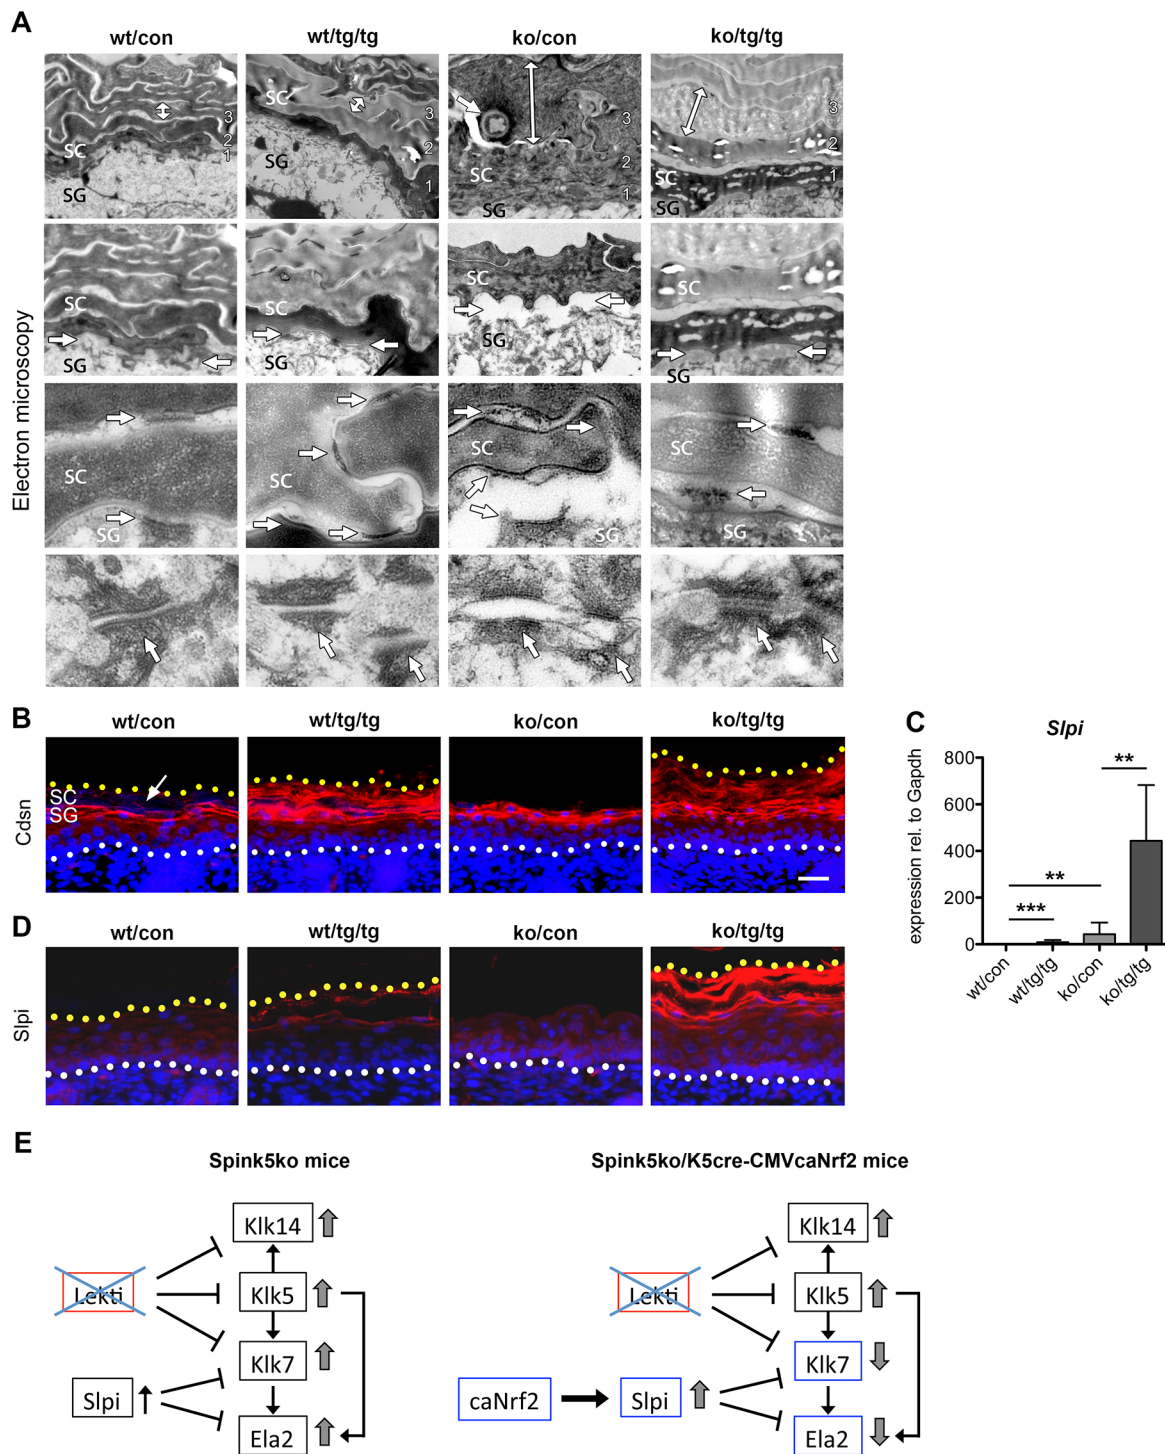 A
wt/con
wt/tg/tg
ko/con
ko/tg/tg
Electron microscopy
SC
SG
3
2
1
SC
SG
3
2
1
SC
SG
3
2
1
SC
SG
3
2
1
SC
SG
SC
SG
SC
SG
SC
SG
SC
SG
SC
SC
SG
SC
SG
B
wt/con
wt/tg/tg
ko/con
ko/tg/tg
Cdsn
SC
SG
C
Slpi
expression rel. to Gapdh
800
600
400
200
0
**
**
***
wt/con
wt/tg/tg
ko/con
ko/tg/tg
D
wt/con
wt/tg/tg
ko/con
ko/tg/tg
Slpi
E
Spink5ko mice
Lekti
Klk14
Klk5
Klk7
Slpi
Ela2
Spink5ko/K5cre-CMVcaNrf2 mice
Lekti
Klk14
Klk5
Klk7
caNrf2
Slpi
Ela2